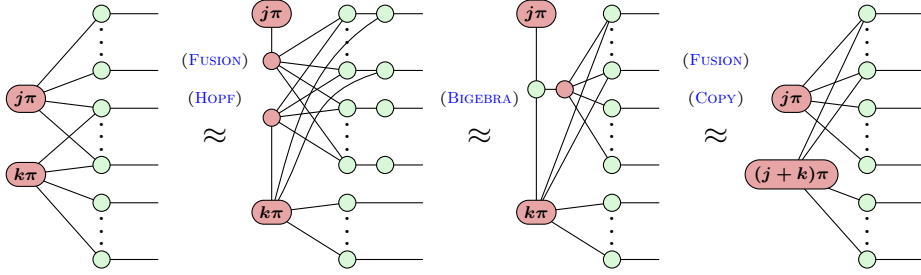 jπ
kπ
(FUSION)
(HOPF)
≈
jπ
kπ
(BIGEBRA)
≈
jπ
kπ
(FUSION)
(COPY)
≈
jπ
(j + k)π